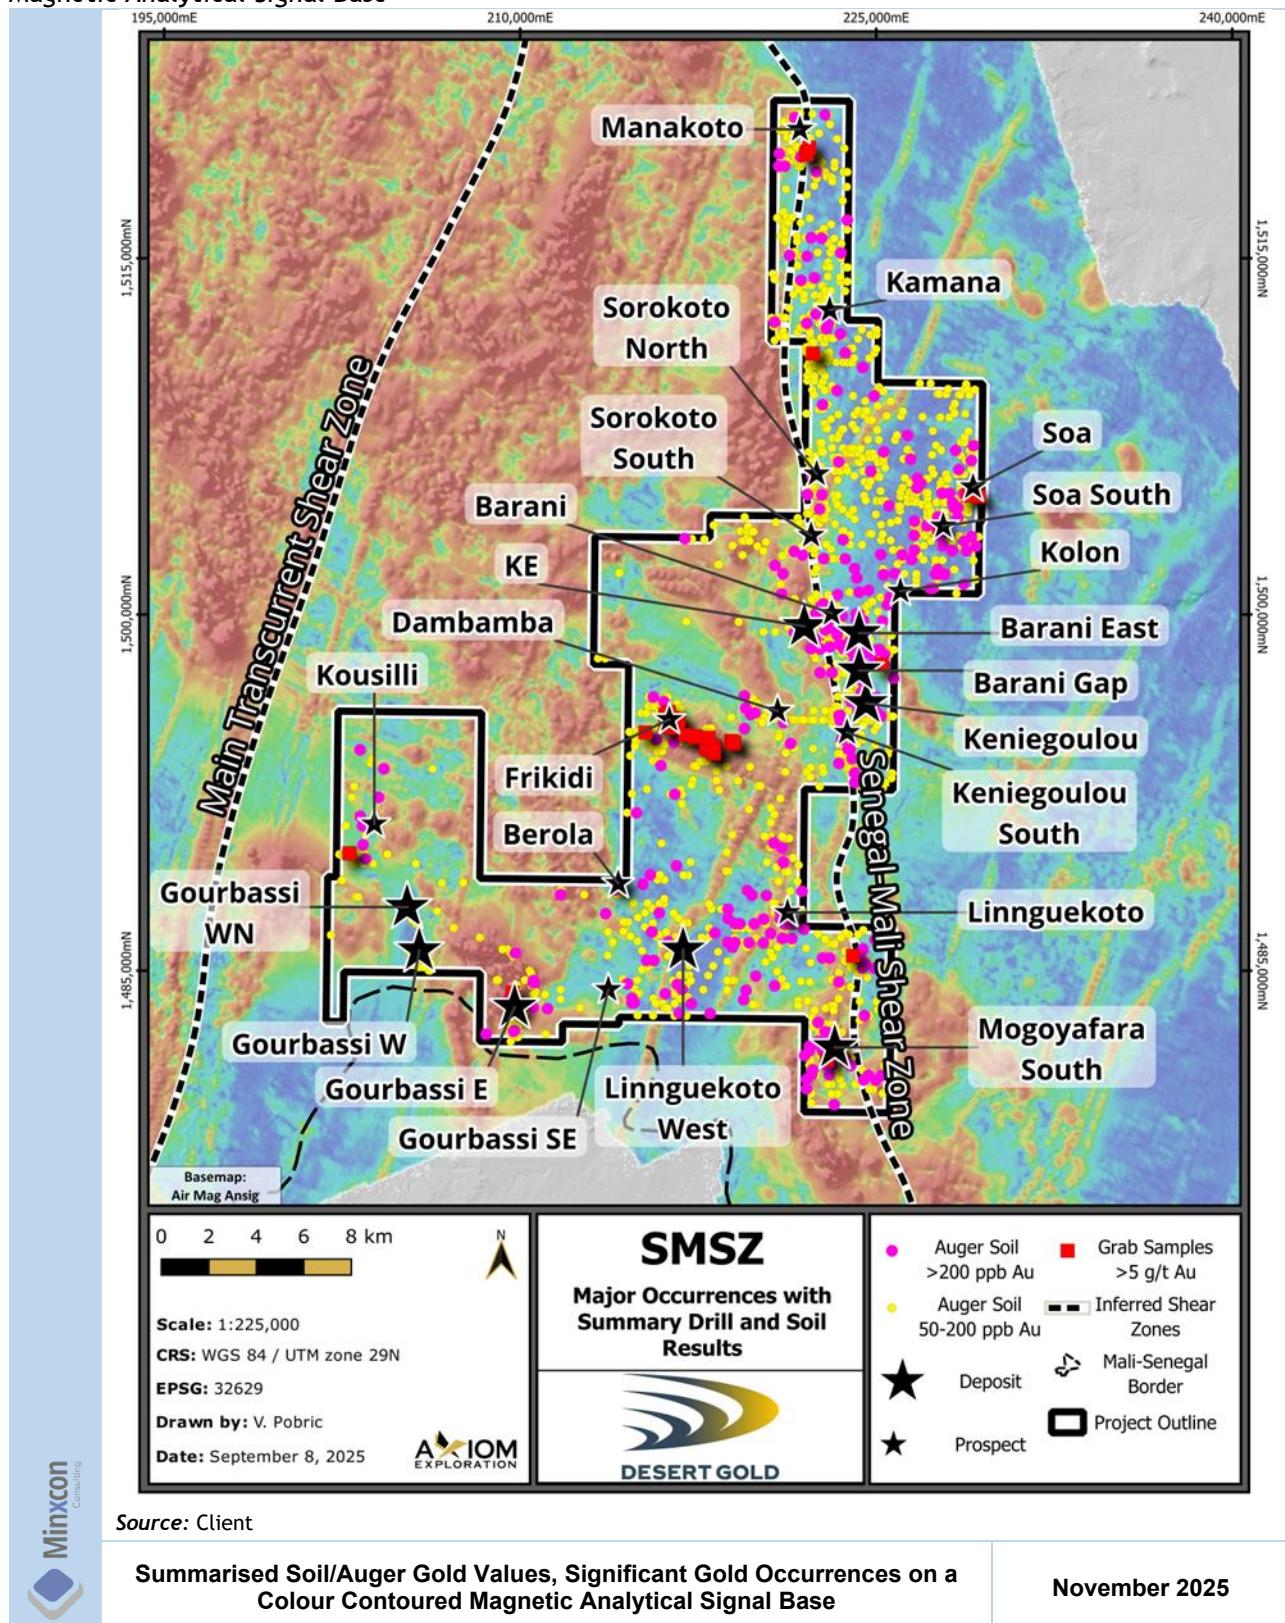 Magnetic Analytical Signal Base
195,000mE
210,000mE
225,000mE
240,000mE
1,515,000mN
1,515,000mN
1,500,000mN
1,500,000mN
1,485,000mN
1,485,000mN
Manakoto
Kamana
Sorokoto
North
Sorokoto
South
Soa
Soa South
Barani
Kolon
KE
Barani East
Dambamba
Barani Gap
Kousilli
Keniegoulou
Frikidi
Keniegoulou
South
Berola
Gourbassi
WN
Linnguekoto
Gourbassi W
Mogoyafara
South
Gourbassi E
Linnguekoto
West
Gourbassi SE
Main Transcurrent Shear Zone
Senegal-Mali Shear Zone
Basemap:
Air Mag Ansig
0 2 4 6 8 km
N
Scale: 1:225,000
CRS: WGS 84 / UTM zone 29N
EPSG: 32629
Drawn by: V. Pobric
Date: September 8, 2025
AXIOM
EXPLORATION
SMSZ
Major Occurrences with
Summary Drill and Soil
Results
DESERT GOLD
Auger Soil
>200 ppb Au
Auger Soil
50-200 ppb Au
Deposit
Prospect
Grab Samples
>5 g/t Au
Inferred Shear
Zones
Mali-Senegal
Border
Project Outline
Minxcon
Consulting
Source: Client
Summarised Soil/Auger Gold Values, Significant Gold Occurrences on a
Colour Contoured Magnetic Analytical Signal Base
November 2025